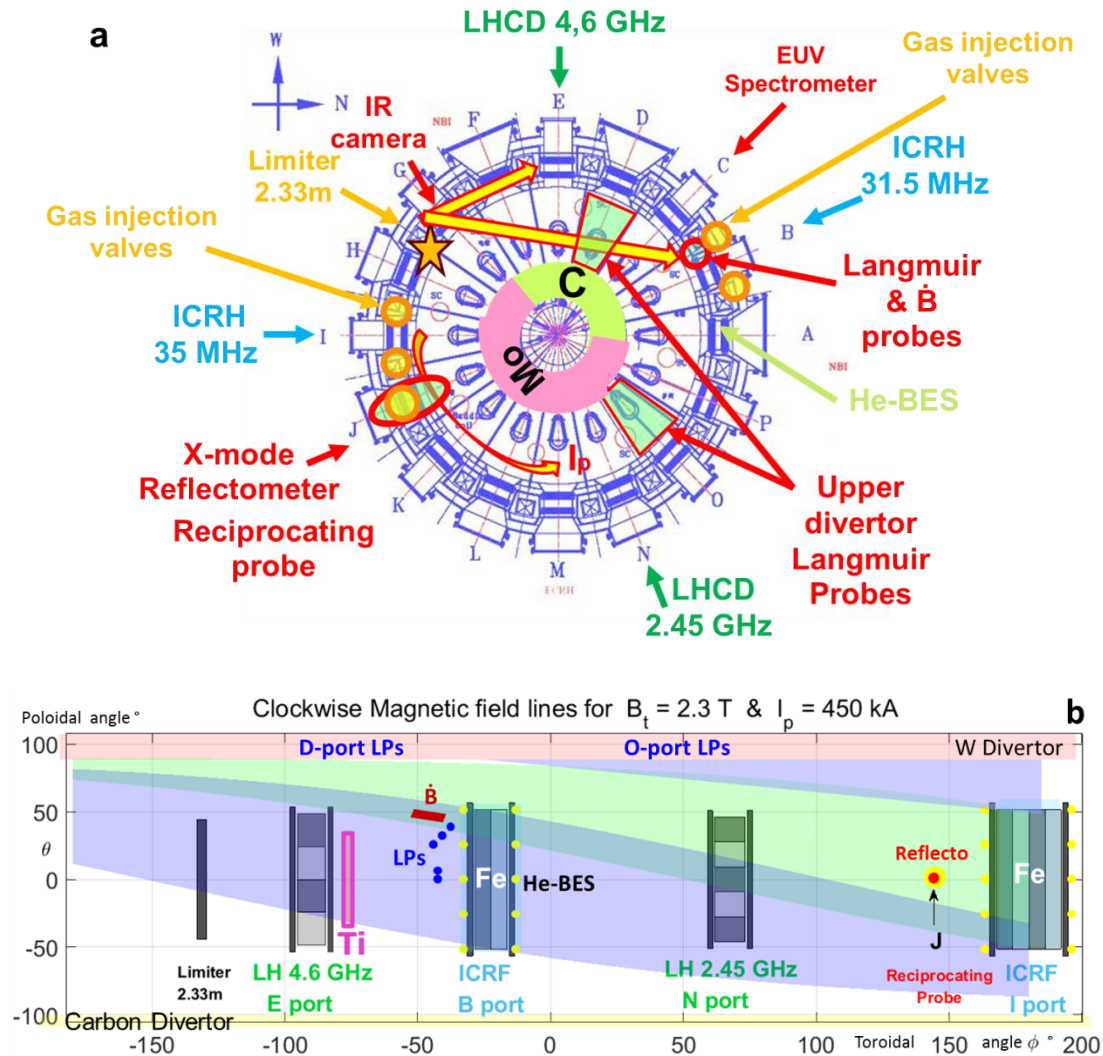 a
LHCD 4,6 GHz
Gas injection
valves
EUV
Spectrometer
W
N
IR
camera
NBI
E
D
F
C
G
ICRH
31.5 MHz
Limiter
2.33m
B
Gas injection
valves
H
SC
SC
SC
C
Langmuir
& Ḃ
probes
ICRH
35 MHz
I
A
NBI
Mo
SC
He-BES
J
P
X-mode
Reflectometer
Reciprocating
probe
Ip
SC
K
O
Upper
divertor
Langmuir
Probes
L
M
N
LHCD
2.45 GHz
Clockwise Magnetic field lines for Bt = 2.3 T & Ip = 450 kA
b
Poloidal angle °
100
D-port LPs
O-port LPs
W Divertor
50
Ḃ
θ
LPs
Reflecto
0
Fe
He-BES
Fe
-50
Ti
J
Limiter
2.33m
LH 4.6 GHz
E port
ICRF
B port
LH 2.45 GHz
N port
Reciprocating
Probe
ICRF
I port
-100
Carbon Divertor
-150
-100
-50
0
50
100
150
200
Toroidal angle ϕ °